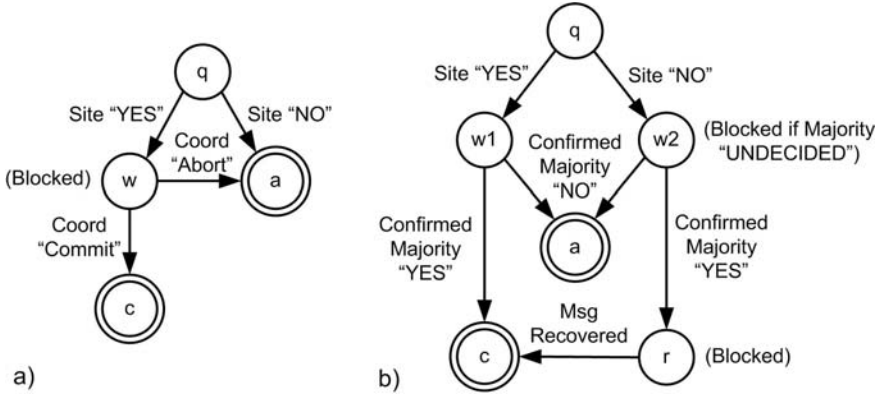 q
Site “YES”
Site “NO”
Coord
“Abort”
(Blocked)
w
a
Coord
“Commit”
c
a)
q
Site “YES”
Site “NO”
w1
Confirmed
Majority
“NO”
w2
(Blocked if Majority
“UNDECIDED”)
Confirmed
Majority
“YES”
a
Confirmed
Majority
“YES”
Msg
Recovered
c
r
(Blocked)
b)